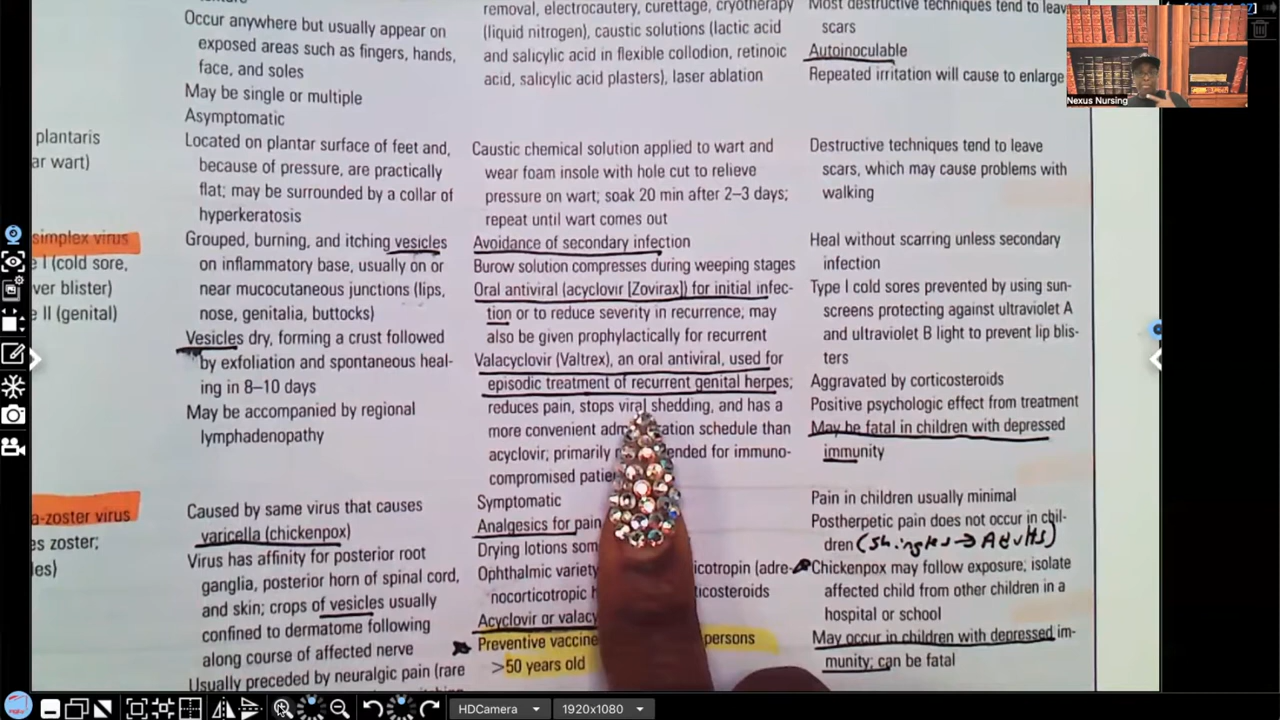 Occur anywhere but usually appear on
exposed areas such as fingers, hands,
face, and soles
May be single or multiple
Asymptomatic
plantaris
ar wart)
Located on plantar surface of feet and,
because of pressure, are practically
flat; may be surrounded by a collar of
hyperkeratosis
simplex virus
e I (cold sore,
ver blister)
e II (genital)
Grouped, burning, and itching vesicles
on inflammatory base, usually on or
near mucocutaneous junctions (lips,
nose, genitalia, buttocks)
Vesicles dry, forming a crust followed
by exfoliation and spontaneous heal-
ing in 8–10 days
May be accompanied by regional
lymphadenopathy
a-zoster virus
es zoster;
les)
Caused by same virus that causes
varicella (chickenpox)
Virus has affinity for posterior root
ganglia, posterior horn of spinal cord,
and skin; crops of vesicles usually
confined to dermatome following
along course of affected nerve
Usually preceded by neuralgic pain (rare
removal, electrocautery, curettage, cryotherapy
(liquid nitrogen), caustic solutions (lactic acid
and salicylic acid in flexible collodion, retinoic
acid, salicylic acid plasters), laser ablation
Caustic chemical solution applied to wart and
wear foam insole with hole cut to relieve
pressure on wart; soak 20 min after 2–3 days;
repeat until wart comes out
Avoidance of secondary infection
Burow solution compresses during weeping stages
Oral antiviral (acyclovir [Zovirax]) for initial infec-
tion or to reduce severity in recurrence; may
also be given prophylactically for recurrent
Valacyclovir (Valtrex), an oral antiviral, used for
episodic treatment of recurrent genital herpes;
reduces pain, stops viral shedding, and has a
more convenient adm cation schedule than
acyclovir; primarily ended for immuno-
compromised patie
Symptomatic
Analgesics for pain
Drying lotions som
Ophthalmic variety icotropin (adre-
nocorticotropic h ticosteroids
Acyclovir or valacy
Preventive vaccine persons
>50 years old
Most destructive techniques tend to leave
scars
Autoinoculable
Repeated irritation will cause to enlarge
Destructive techniques tend to leave
scars, which may cause problems with
walking
Heal without scarring unless secondary
infection
Type I cold sores prevented by using sun-
screens protecting against ultraviolet A
and ultraviolet B light to prevent lip blis-
ters
Aggravated by corticosteroids
Positive psychologic effect from treatment
May be fatal in children with depressed
immunity
Pain in children usually minimal
Postherpetic pain does not occur in chil-
dren (shingles → Adults)
Chickenpox may follow exposure; isolate
affected child from other children in a
hospital or school
May occur in children with depressed im-
munity; can be fatal
Nexus Nursing
HDCamera
1920x1080